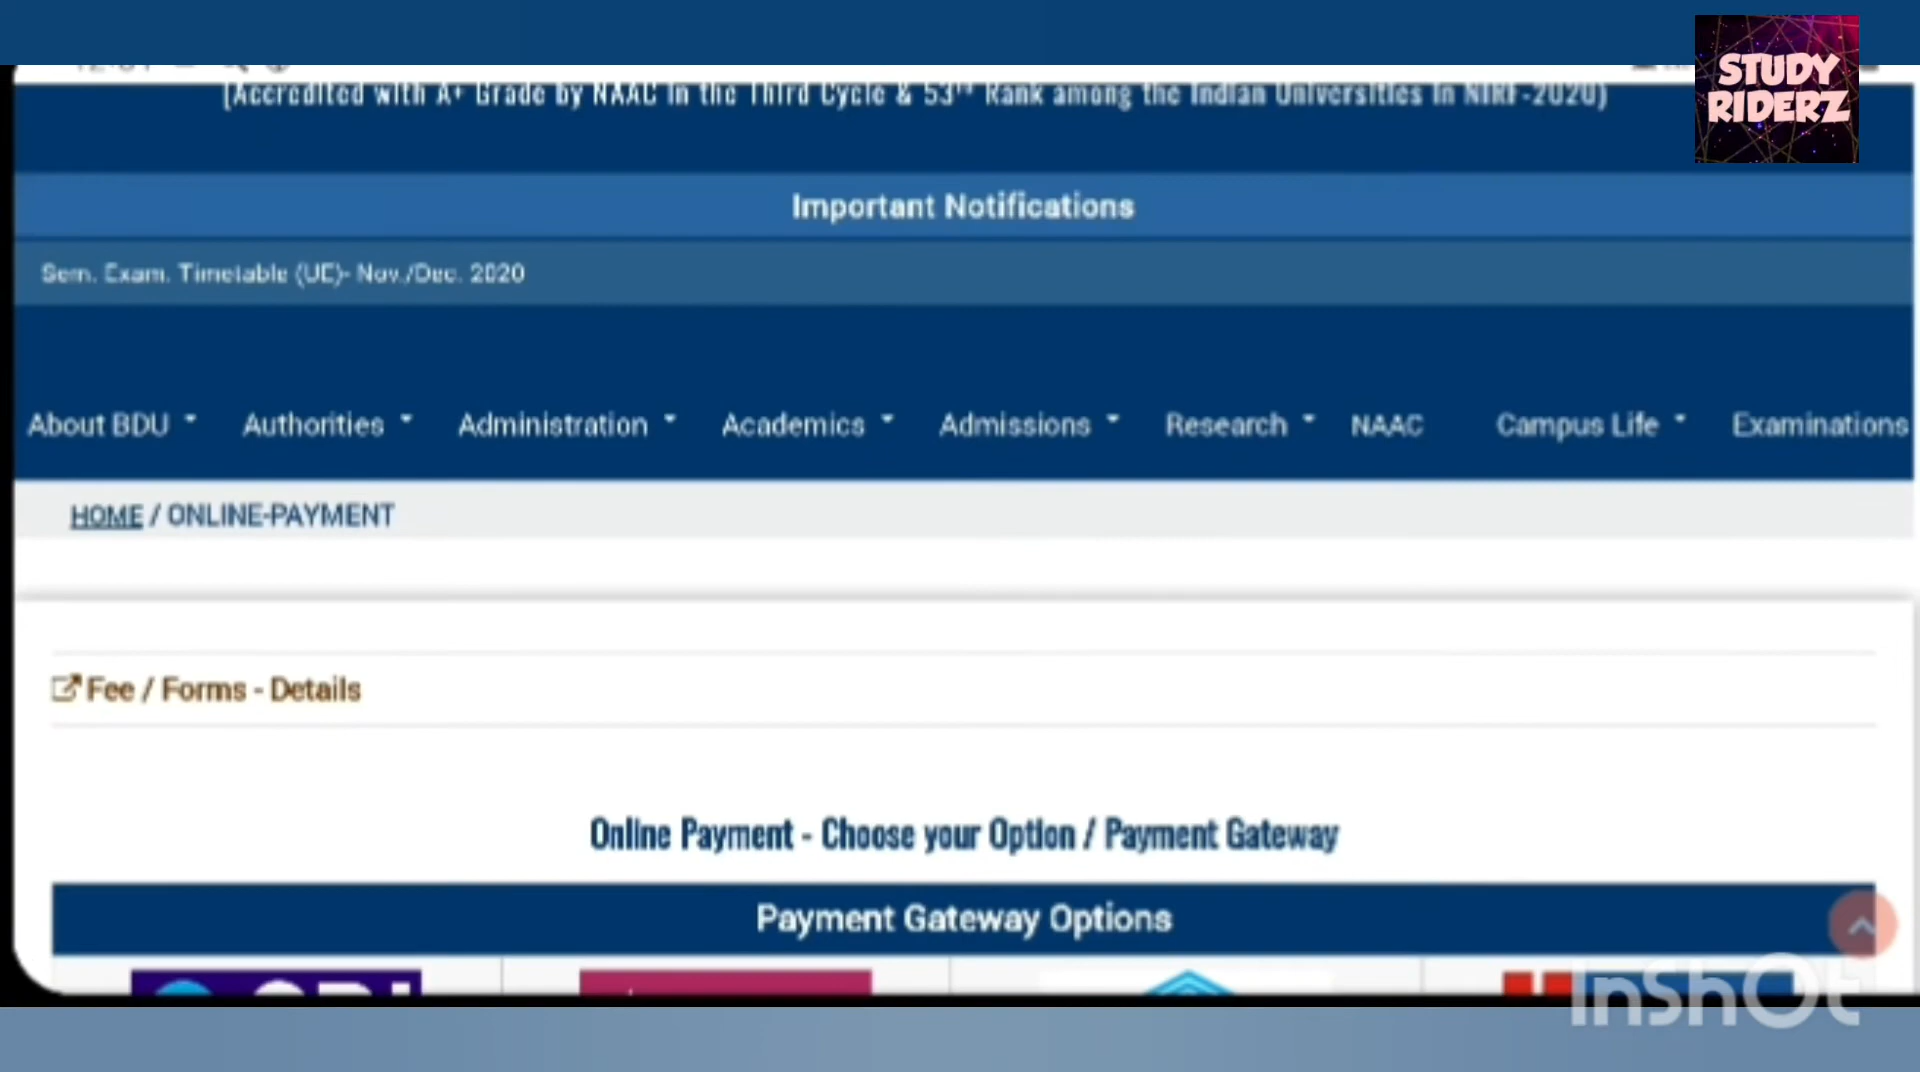 STUDY
RIDERZ
(Accredited with A+ Grade by NAAC in the Third Cycle & 53rd Rank among the Indian Universities in NIRF-2020)
Important Notifications
Sem. Exam. Timetable (UE)- Nov./Dec. 2020
About BDU Authorities Administration Academics Admissions Research NAAC Campus Life Examinations
HOME / ONLINE-PAYMENT
Fee / Forms - Details
Online Payment - Choose your Option / Payment Gateway
Payment Gateway Options
InShOt